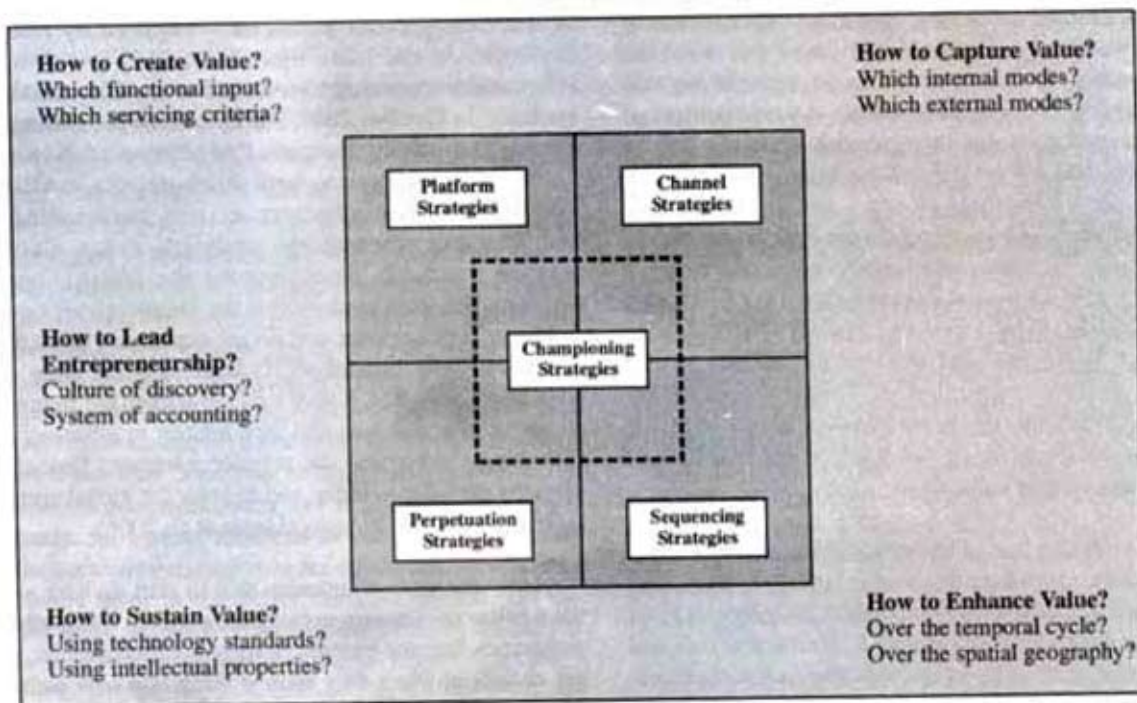 How to Create Value?
Which functional input?
Which servicing criteria?
How to Capture Value?
Which internal modes?
Which external modes?
Platform
Strategies
Channel
Strategies
How to Lead
Entrepreneurship?
Culture of discovery?
System of accounting?
Championing
Strategies
Perpetuation
Strategies
Sequencing
Strategies
How to Sustain Value?
Using technology standards?
Using intellectual properties?
How to Enhance Value?
Over the temporal cycle?
Over the spatial geography?